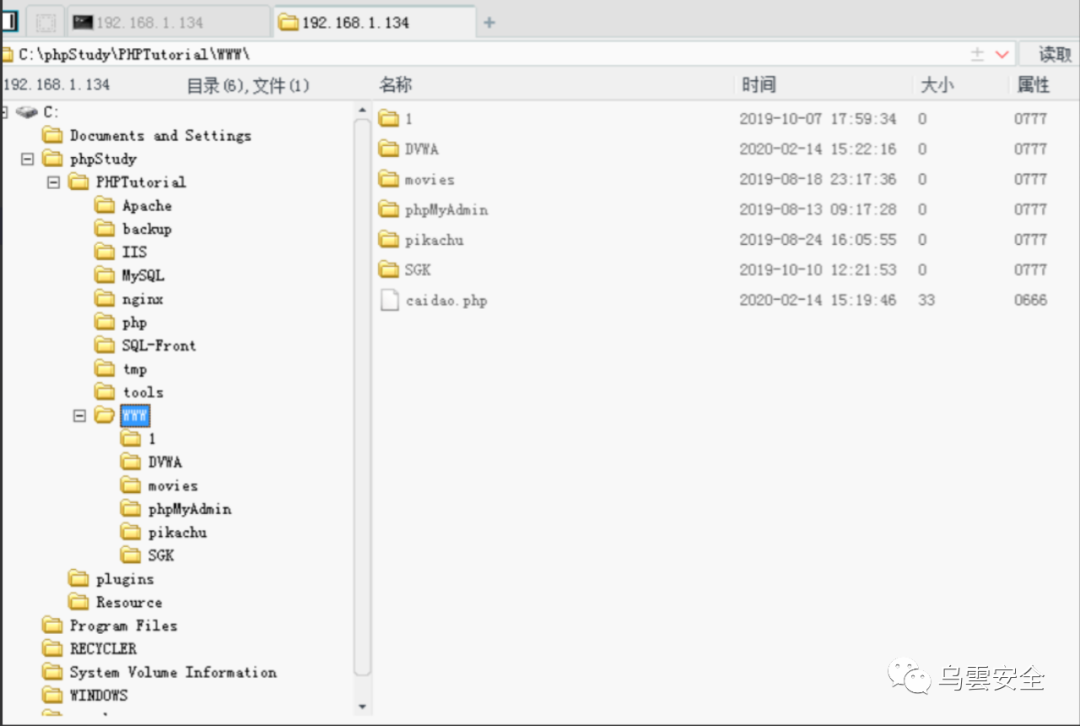 192.168.1.134 192.168.1.134 +
C:\phpStudy\PHPTutorial\WWW\ 读取
192.168.1.134 目录(6),文件(1) 名称 时间 大小 属性
C:
Documents and Settings
phpStudy
PHPTutorial
Apache
backup
IIS
MySQL
nginx
php
SQL-Front
tmp
tools
WWW
1
DVWA
movies
phpMyAdmin
pikachu
SGK
plugins
Resource
Program Files
RECYCLER
System Volume Information
WINDOWS
1 2019-10-07 17:59:34 0 0777
DVWA 2020-02-14 15:22:16 0 0777
movies 2019-08-18 23:17:36 0 0777
phpMyAdmin 2019-08-13 09:17:28 0 0777
pikachu 2019-08-24 16:05:55 0 0777
SGK 2019-10-10 12:21:53 0 0777
caidao.php 2020-02-14 15:19:46 33 0666
乌雲安全